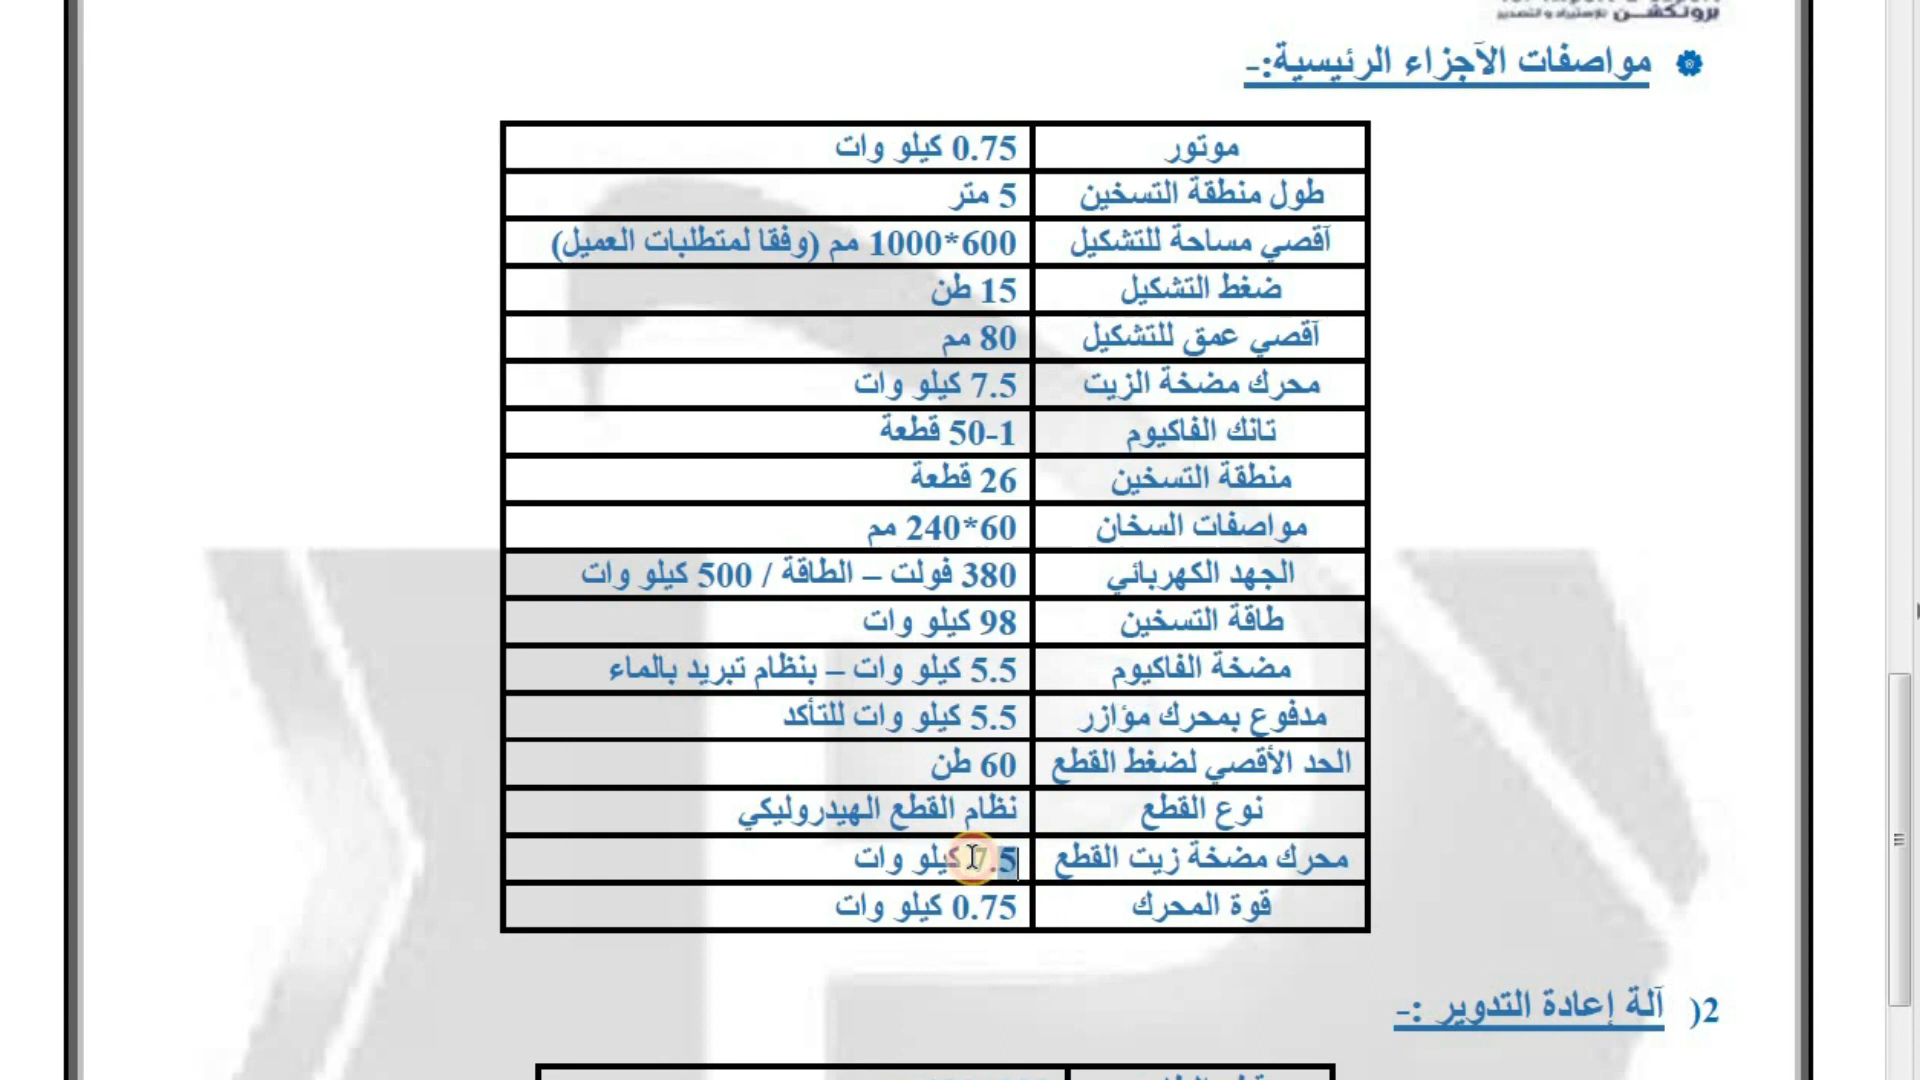 برونكشـــن للإستيراد والتصدير
مواصفات الآجزاء الرئيسية:-
موتور 0.75 كيلو وات
طول منطقة التسخين 5 متر
آقصي مساحة للتشكيل 600*1000 مم (وفقا لمتطلبات العميل)
ضغط التشكيل 15 طن
آقصي عمق للتشكيل 80 مم
محرك مضخة الزيت 7.5 كيلو وات
تانك الفاكيوم 1-50 قطعة
منطقة التسخين 26 قطعة
مواصفات السخان 60*240 مم
الجهد الكهربائي 380 فولت – الطاقة / 500 كيلو وات
طاقة التسخين 98 كيلو وات
مضخة الفاكيوم 5.5 كيلو وات – بنظام تبريد بالماء
مدفوع بمحرك مؤازر 5.5 كيلو وات للتأكد
الحد الأقصي لضغط القطع 60 طن
نوع القطع نظام القطع الهيدروليكي
محرك مضخة زيت القطع 7.5 كيلو وات
قوة المحرك 0.75 كيلو وات
2) آلة إعادة التدوير :-